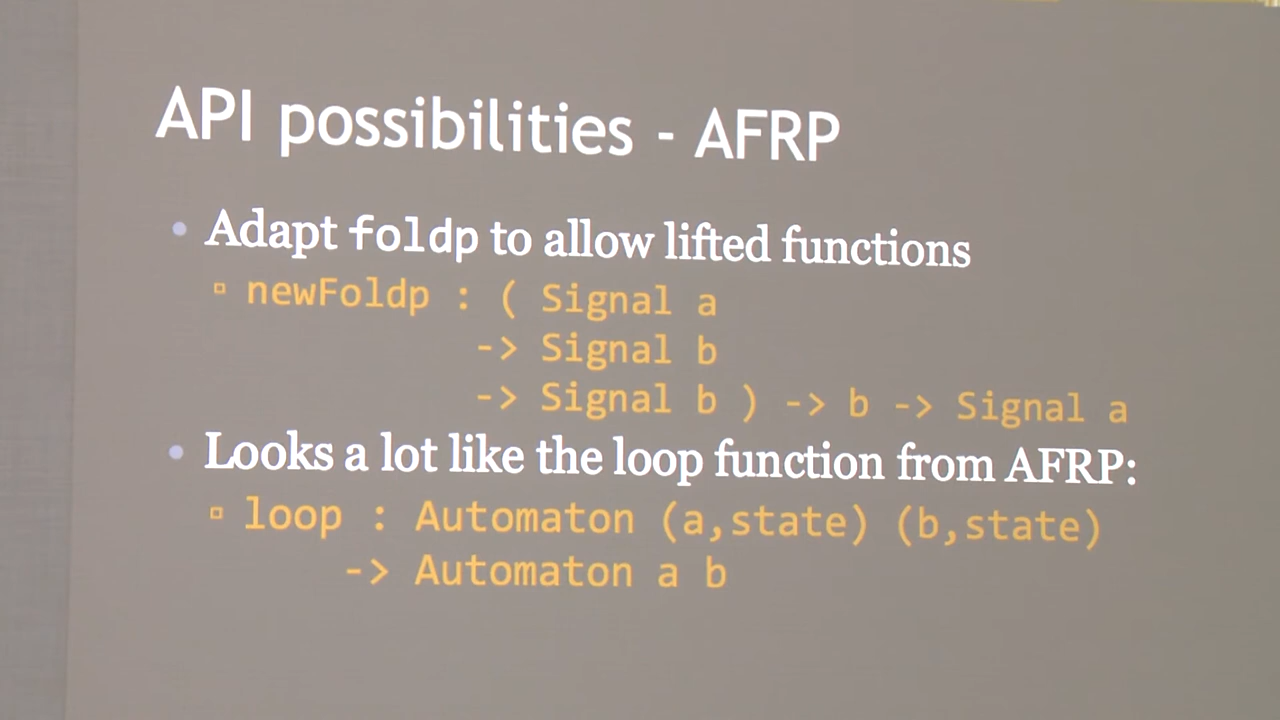 API possibilities - AFRP
• Adapt foldp to allow lifted functions
▫ newFoldp : ( Signal a
-> Signal b
-> Signal b ) -> b -> Signal a
• Looks a lot like the loop function from AFRP:
▫ loop : Automaton (a,state) (b,state)
-> Automaton a b